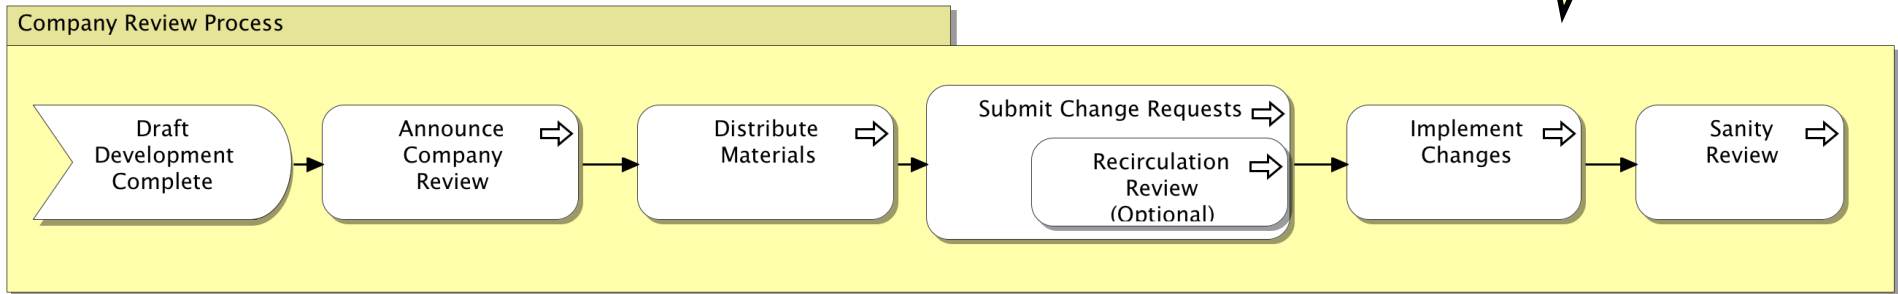 Company Review Process
Draft
Development
Complete
Announce
Company
Review
Distribute
Materials
Submit Change Requests
Recirculation
Review
(Optional)
Implement
Changes
Sanity
Review